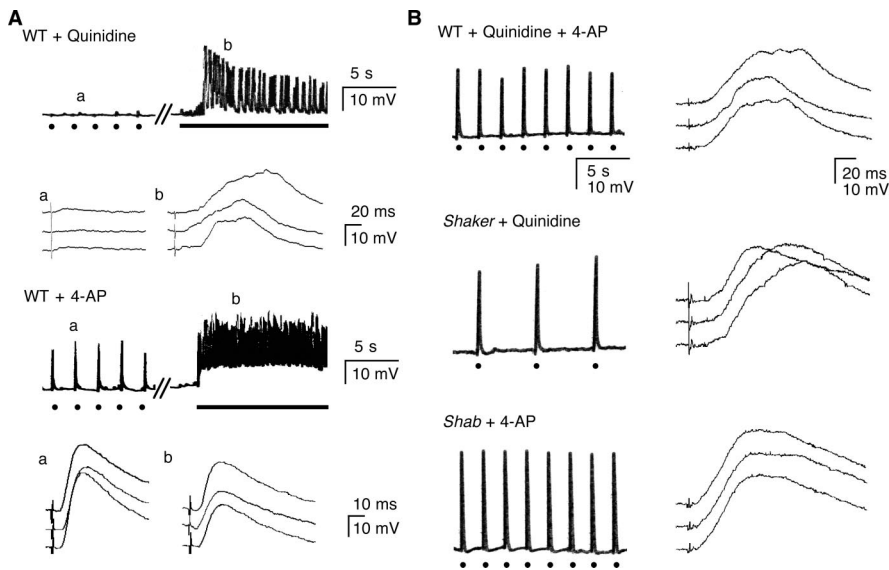 A
WT + Quinidine
b
a
5 s
10 mV
a
b
20 ms
10 mV
WT + 4-AP
b
a
5 s
10 mV
a
b
10 ms
10 mV
B
WT + Quinidine + 4-AP
5 s
10 mV
20 ms
10 mV
Shaker + Quinidine
Shab + 4-AP